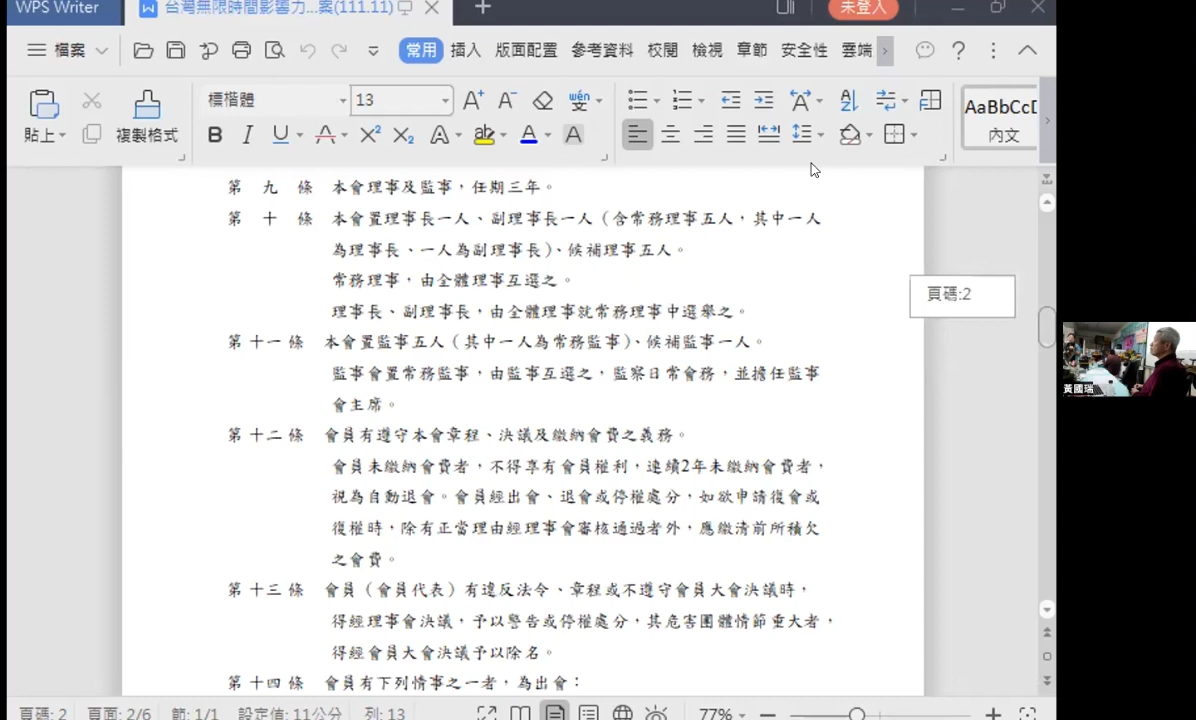 WPS Writer
台灣無限時間影響力...案(111.11)
未登入
檔案
常用 插入 版面配置 參考資料 校閱 檢視 章節 安全性 雲端
貼上
複製格式
標楷體 13
wén
文
B I U A X² X₂ A ab A A
AaBbCcD
內文
第九條 本會理事及監事，任期三年。
第十條 本會置理事長一人、副理事長一人（含常務理事五人，其中一人
為理事長、一人為副理事長）、候補理事五人。
常務理事，由全體理事互選之。
理事長、副理事長，由全體理事就常務理事中選舉之。
第十一條 本會置監事五人（其中一人為常務監事）、候補監事一人。
監事會置常務監事，由監事互選之，監察日常會務，並擔任監事
會主席。
第十二條 會員有遵守本會章程、決議及繳納會費之義務。
會員未繳納會費者，不得享有會員權利，連續2年未繳納會費者，
視為自動退會。會員經出會、退會或停權處分，如欲申請復會或
復權時，除有正當理由經理事會審核通過者外，應繳清前所積欠
之會費。
第十三條 會員（會員代表）有違反法令、章程或不遵守會員大會決議時，
得經理事會決議，予以警告或停權處分，其危害團體情節重大者，
得經會員大會決議予以除名。
第十四條 會員有下列情事之一者，為出會：
頁碼:2
黃國瑞
頁碼: 2 頁面: 2/6 節: 1/1 設定值: 11公分 列: 13 77%